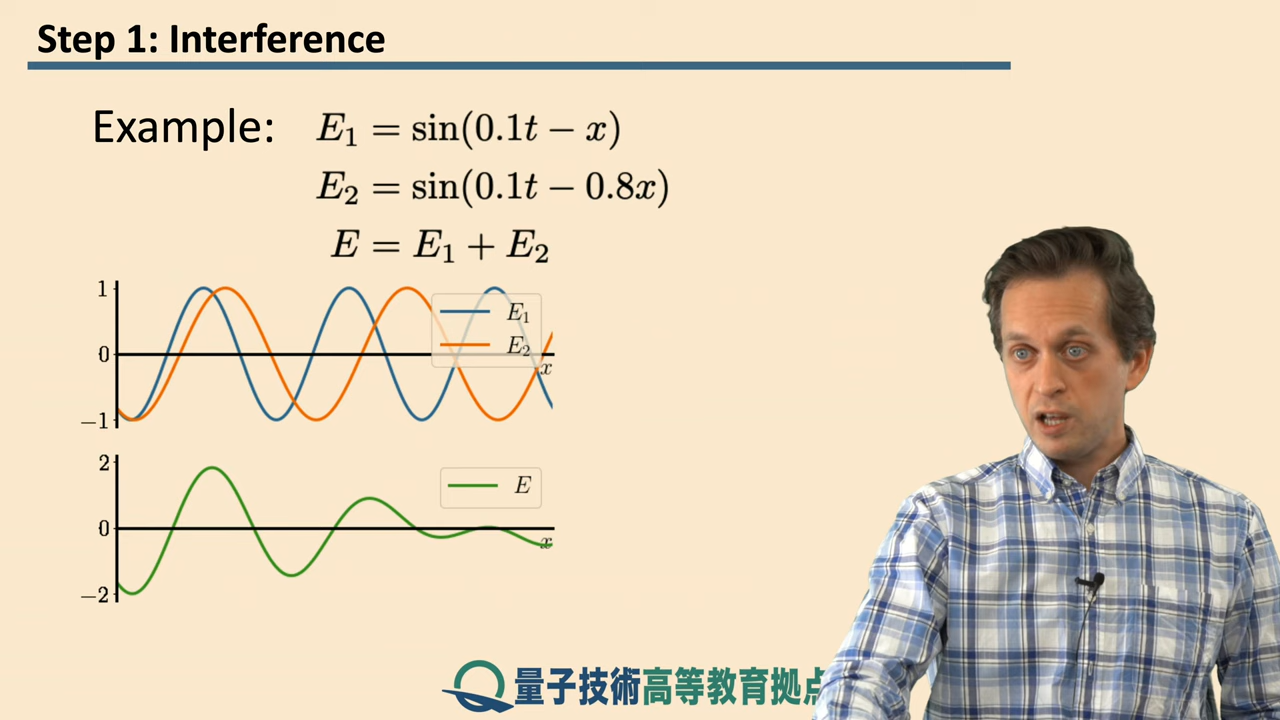 Step 1: Interference
Example: E₁ = sin(0.1t − x)
E₂ = sin(0.1t − 0.8x)
E = E₁ + E₂
1
0
−1
E₁
E₂
x
2
0
−2
E
x
量子技術高等教育拠点